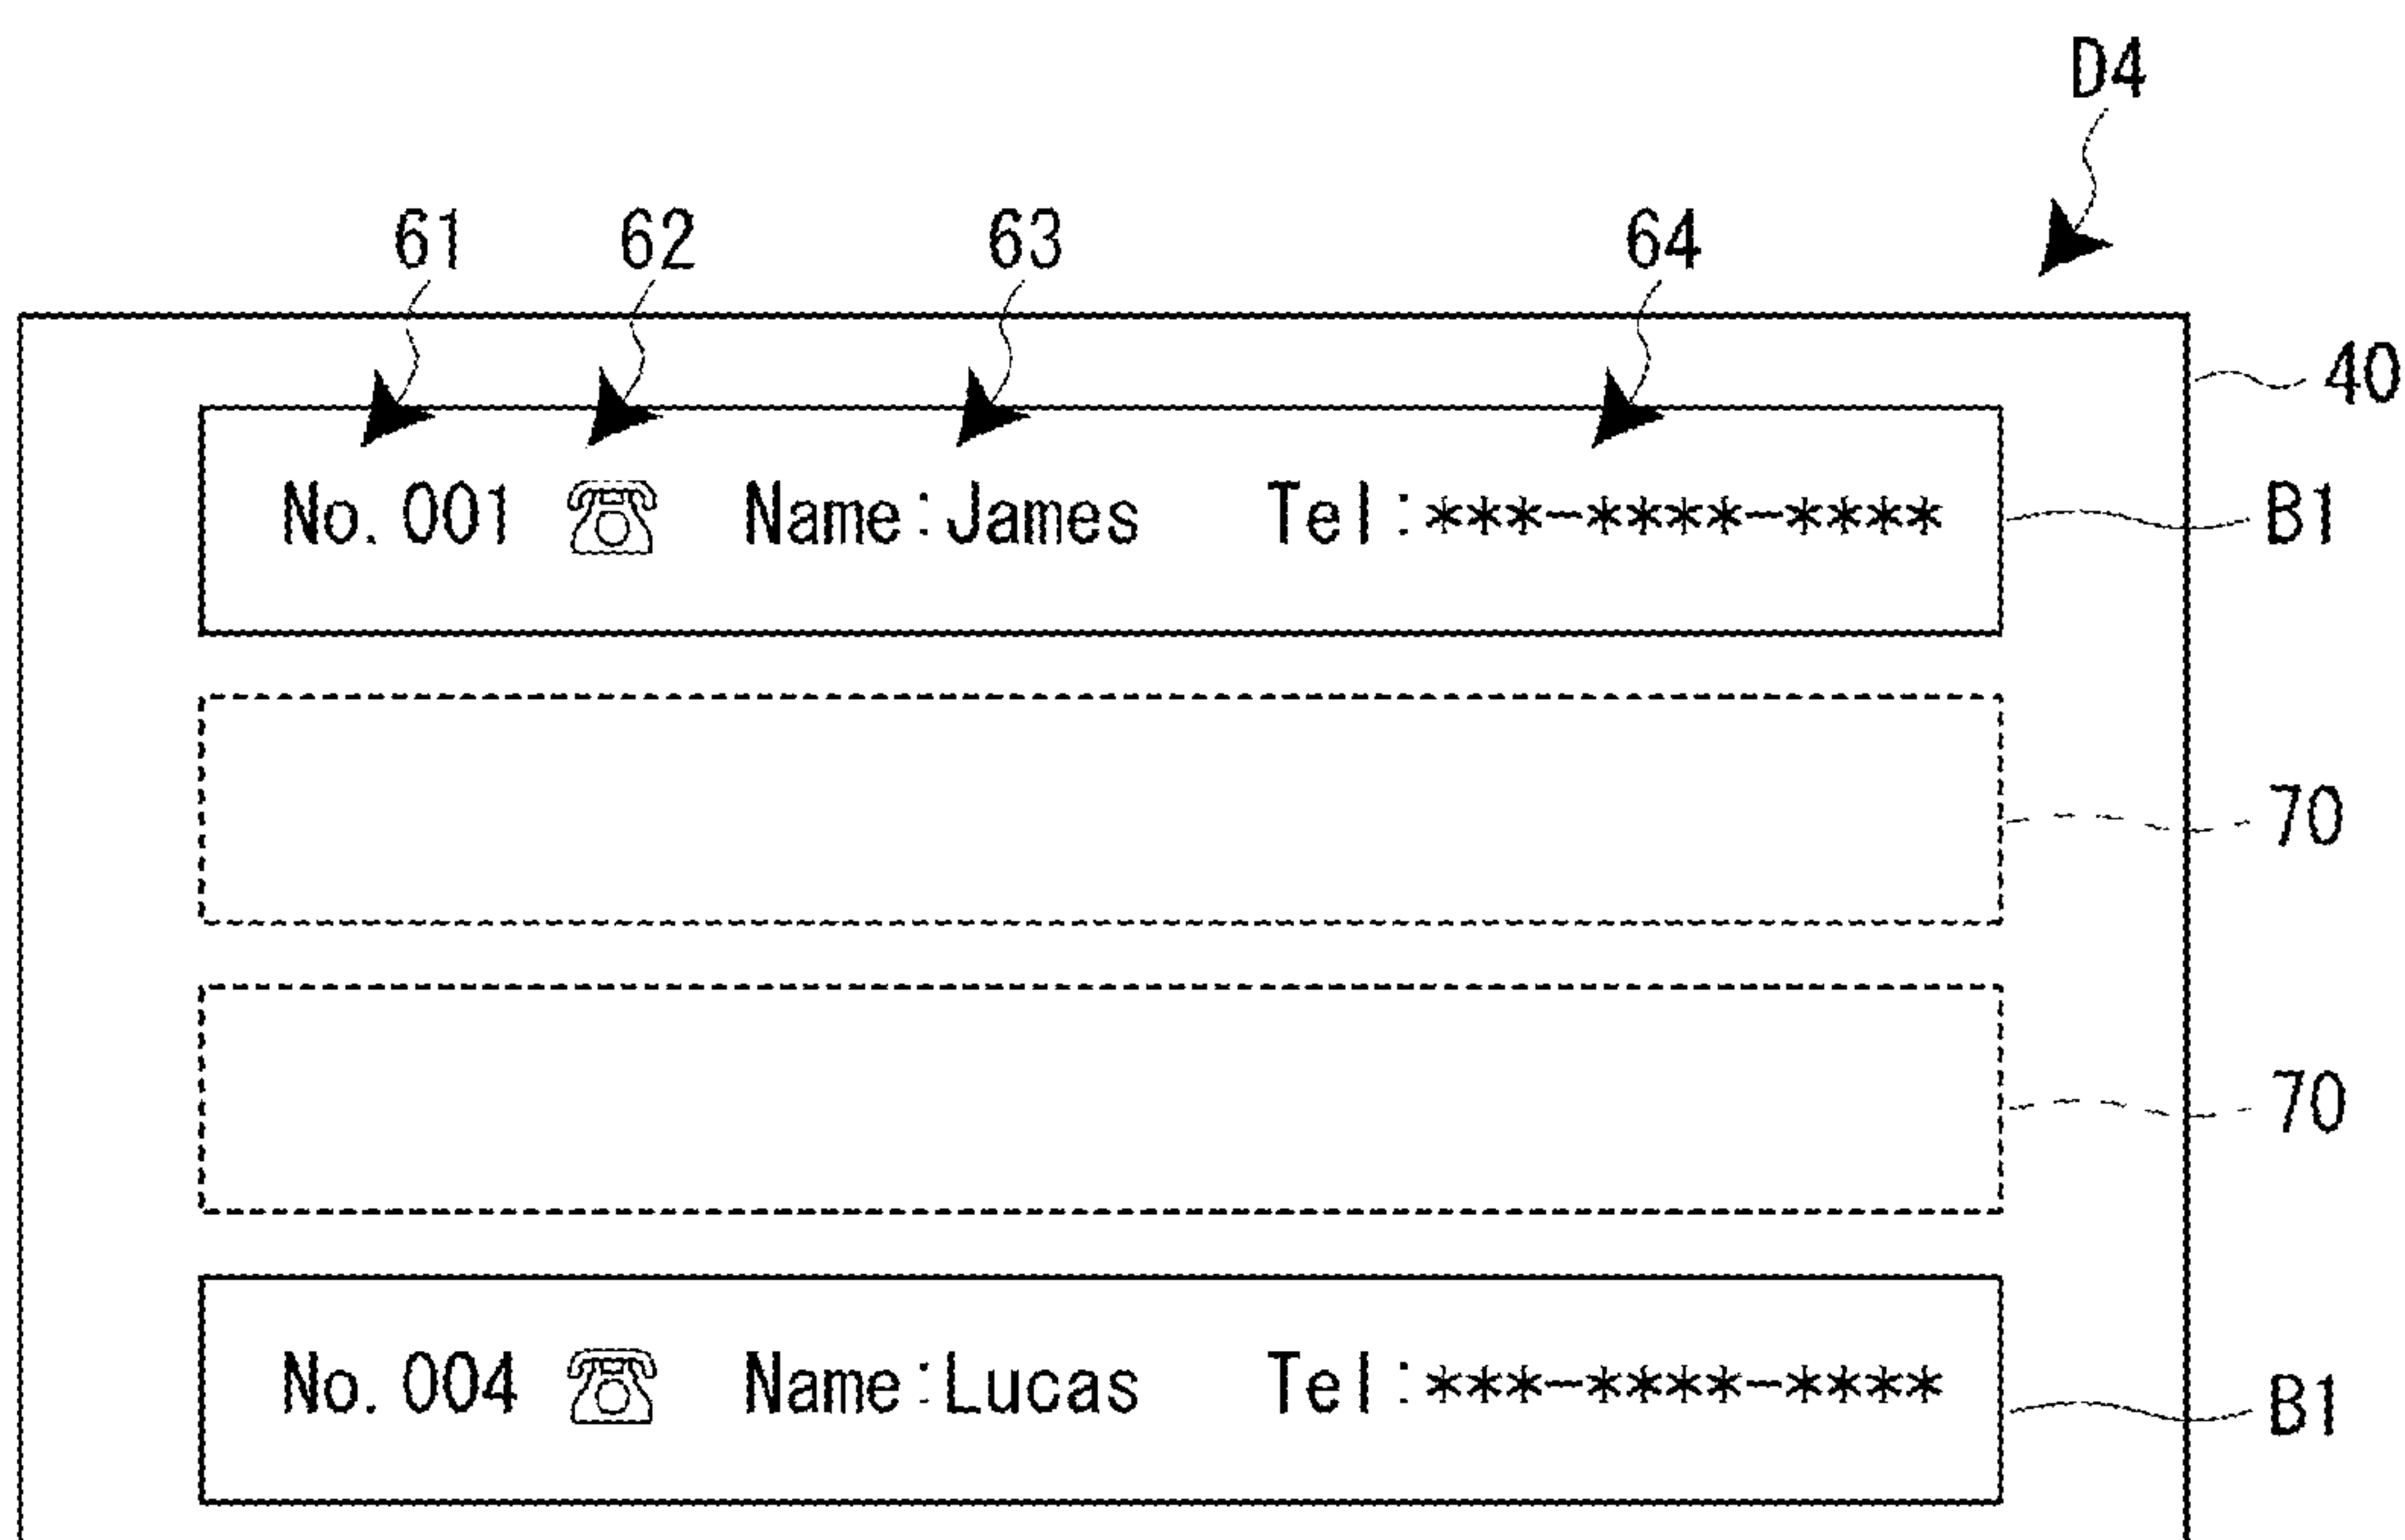 D4
61 62 63 64
40
No.001 ☏ Name:James Tel:***-****-**** B1
70
70
No.004 ☏ Name:Lucas Tel:***-****-**** B1